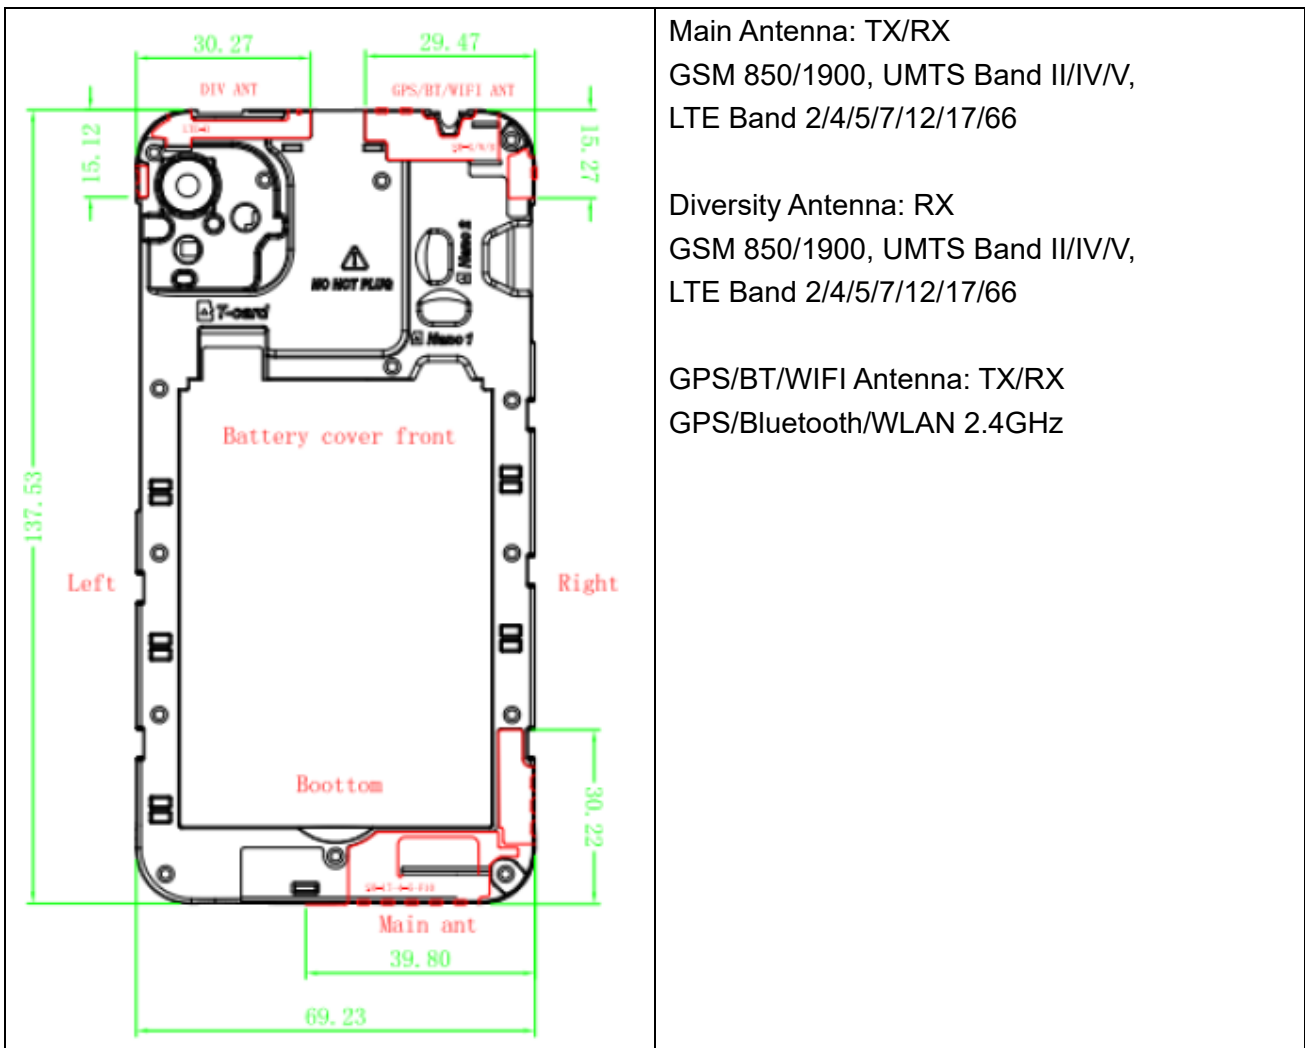 30.27
29.47
DIV ANT
GPS/BT/WIFI ANT
15.12
15.27
Nano 2
NO HOT PLUG
T-card
Nano 1
Battery cover front
137.53
Left
Right
Boottom
30.22
Main ant
39.80
69.23
Main Antenna: TX/RX
GSM 850/1900, UMTS Band II/IV/V,
LTE Band 2/4/5/7/12/17/66
Diversity Antenna: RX
GSM 850/1900, UMTS Band II/IV/V,
LTE Band 2/4/5/7/12/17/66
GPS/BT/WIFI Antenna: TX/RX
GPS/Bluetooth/WLAN 2.4GHz